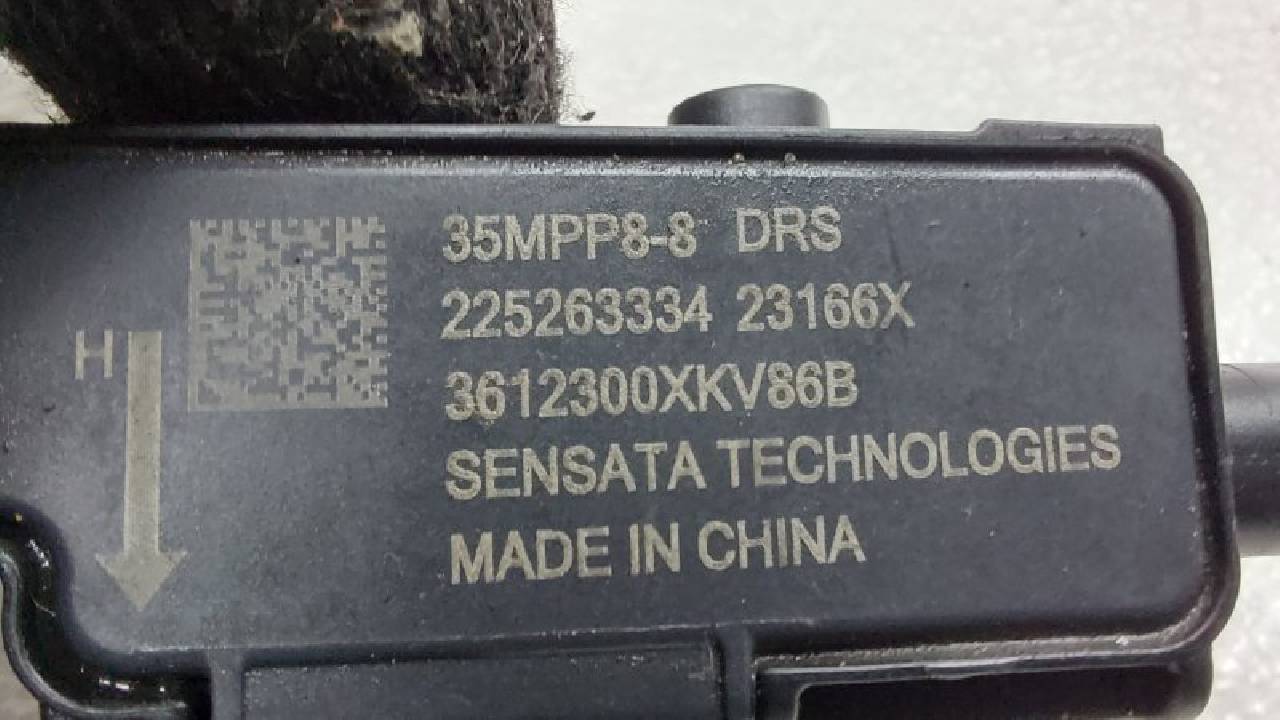 35MPP8-8 DRS
225263334 23166X
3612300XKV86B
SENSATA TECHNOLOGIES
MADE IN CHINA
H